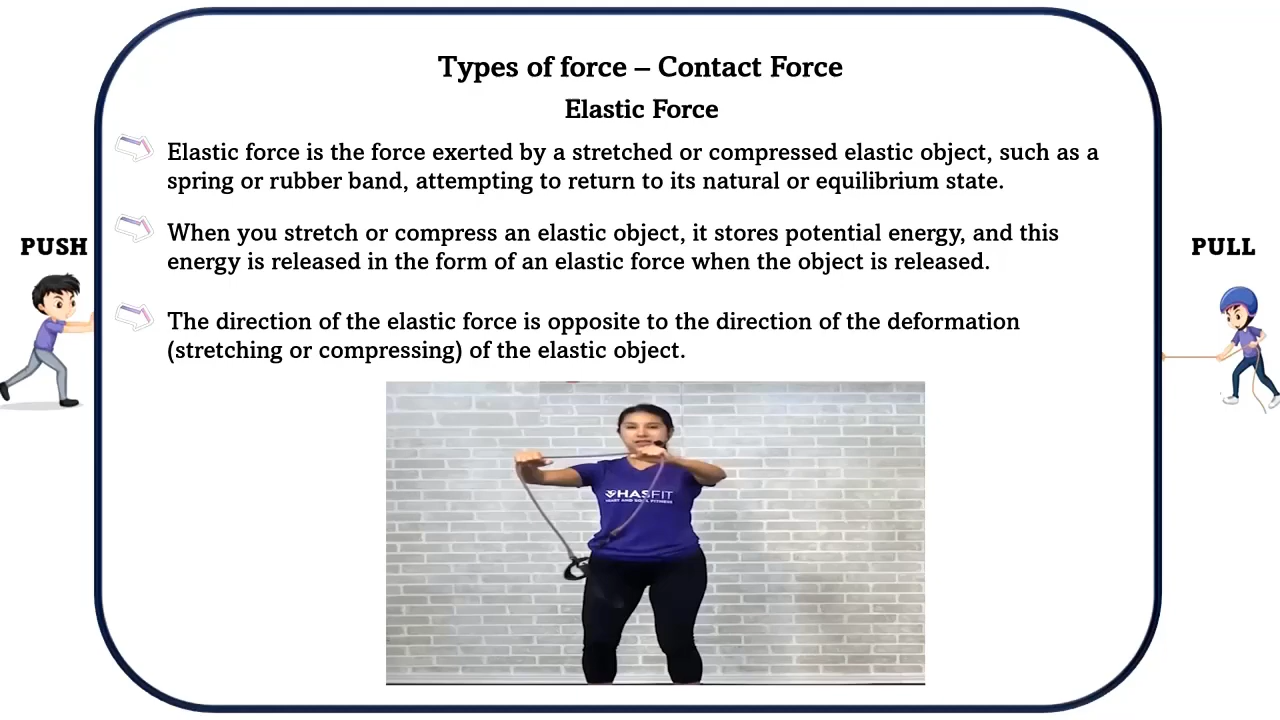 Types of force – Contact Force
Elastic Force
Elastic force is the force exerted by a stretched or compressed elastic object, such as a
spring or rubber band, attempting to return to its natural or equilibrium state.
When you stretch or compress an elastic object, it stores potential energy, and this
energy is released in the form of an elastic force when the object is released.
The direction of the elastic force is opposite to the direction of the deformation
(stretching or compressing) of the elastic object.
PUSH
PULL
HASFIT
HEART AND SOUL FITNESS